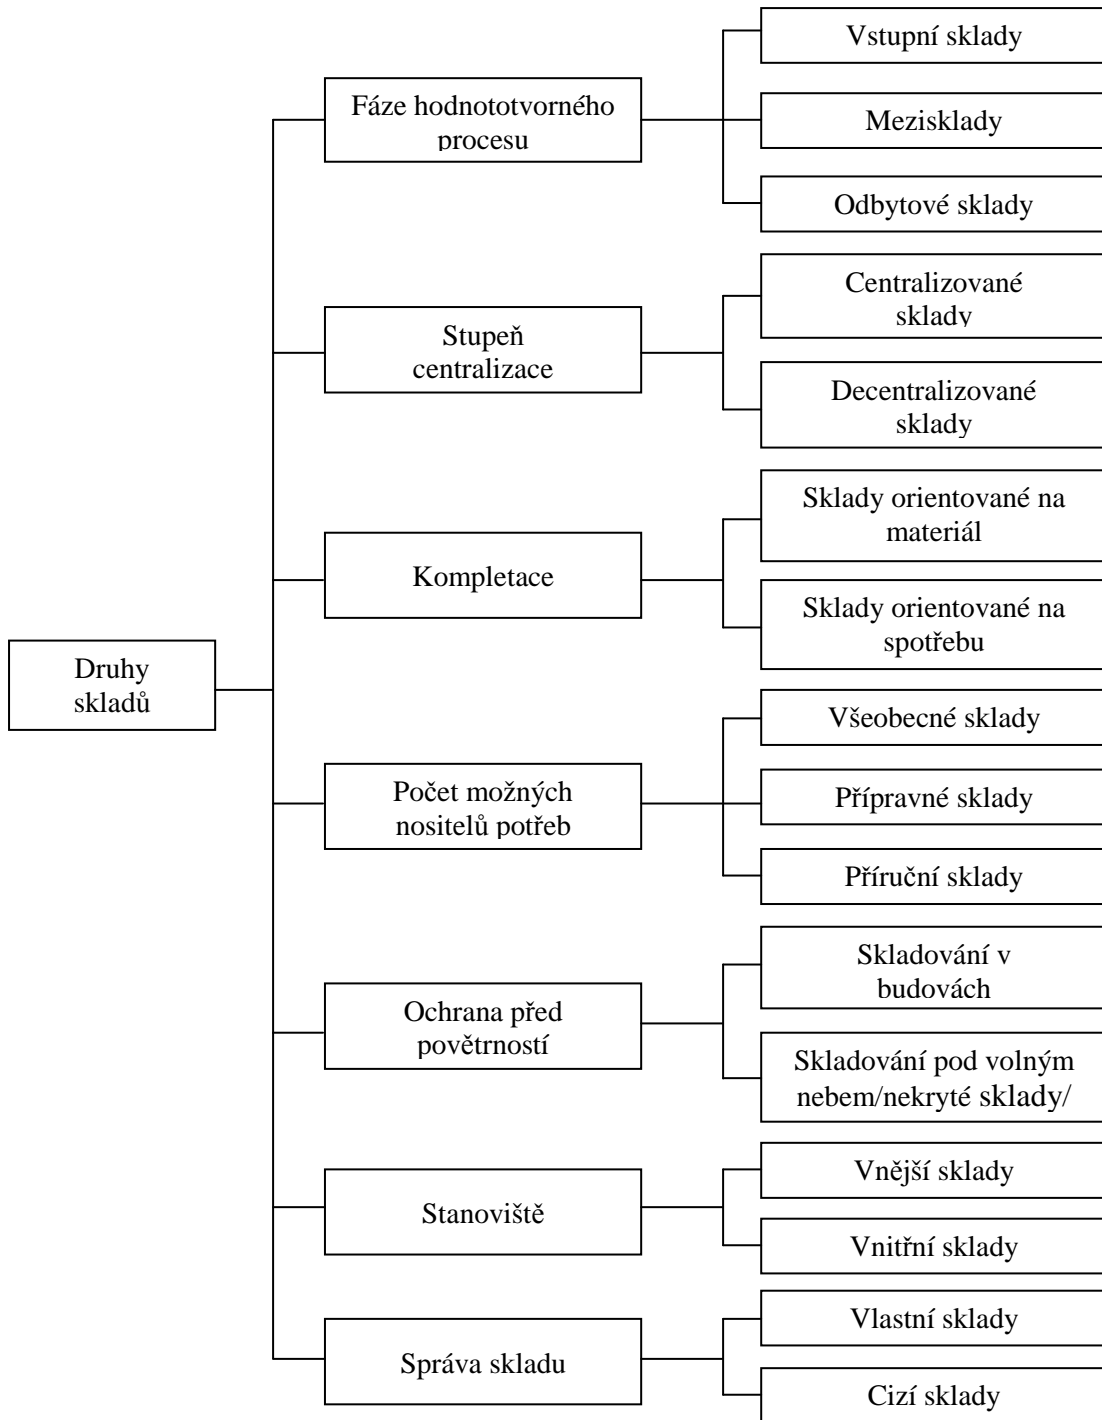 Druhy
skladů
Fáze hodnototvorného
procesu
Vstupní sklady
Mezisklady
Odbytové sklady
Stupeň
centralizace
Centralizované
sklady
Decentralizované
sklady
Kompletace
Sklady orientované na
materiál
Sklady orientované na
spotřebu
Počet možných
nositelů potřeb
Všeobecné sklady
Přípravné sklady
Příruční sklady
Ochrana před
povětrností
Skladování v
budovách
Skladování pod volným
nebem/nekryté sklady/
Stanoviště
Vnější sklady
Vnitřní sklady
Správa skladu
Vlastní sklady
Cizí sklady